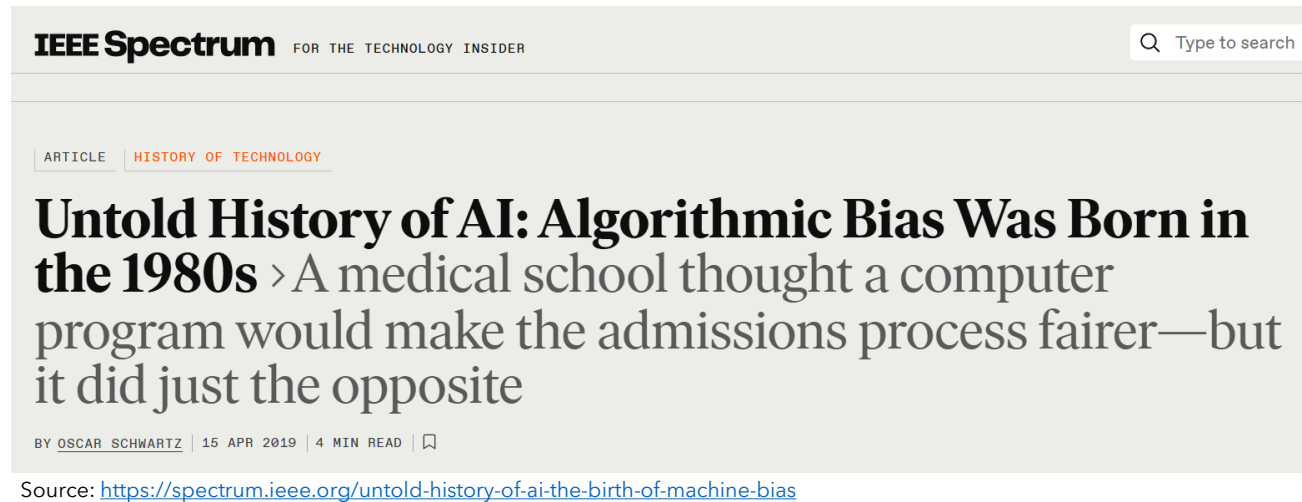 IEEE Spectrum FOR THE TECHNOLOGY INSIDER
Type to search
ARTICLE HISTORY OF TECHNOLOGY
Untold History of AI: Algorithmic Bias Was Born in
the 1980s › A medical school thought a computer
program would make the admissions process fairer—but
it did just the opposite
BY OSCAR SCHWARTZ 15 APR 2019 4 MIN READ
Source: https://spectrum.ieee.org/untold-history-of-ai-the-birth-of-machine-bias